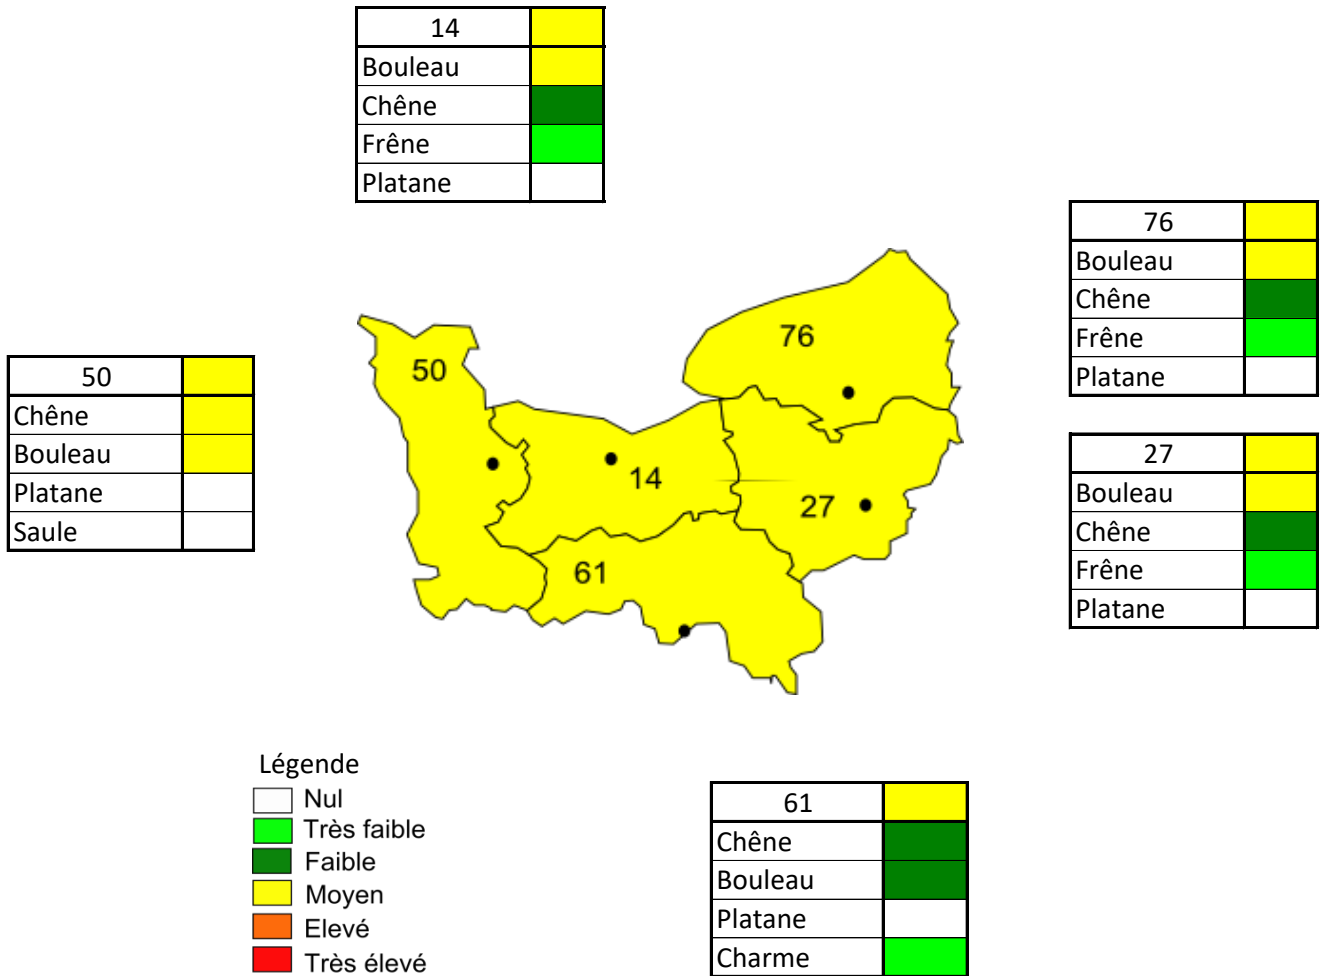 14
Bouleau
Chêne
Frêne
Platane
76
Bouleau
Chêne
Frêne
Platane
50
Chêne
Bouleau
Platane
Saule
27
Bouleau
Chêne
Frêne
Platane
76
50
14
27
61
Légende
Nul
Très faible
Faible
Moyen
Elevé
Très élevé
61
Chêne
Bouleau
Platane
Charme